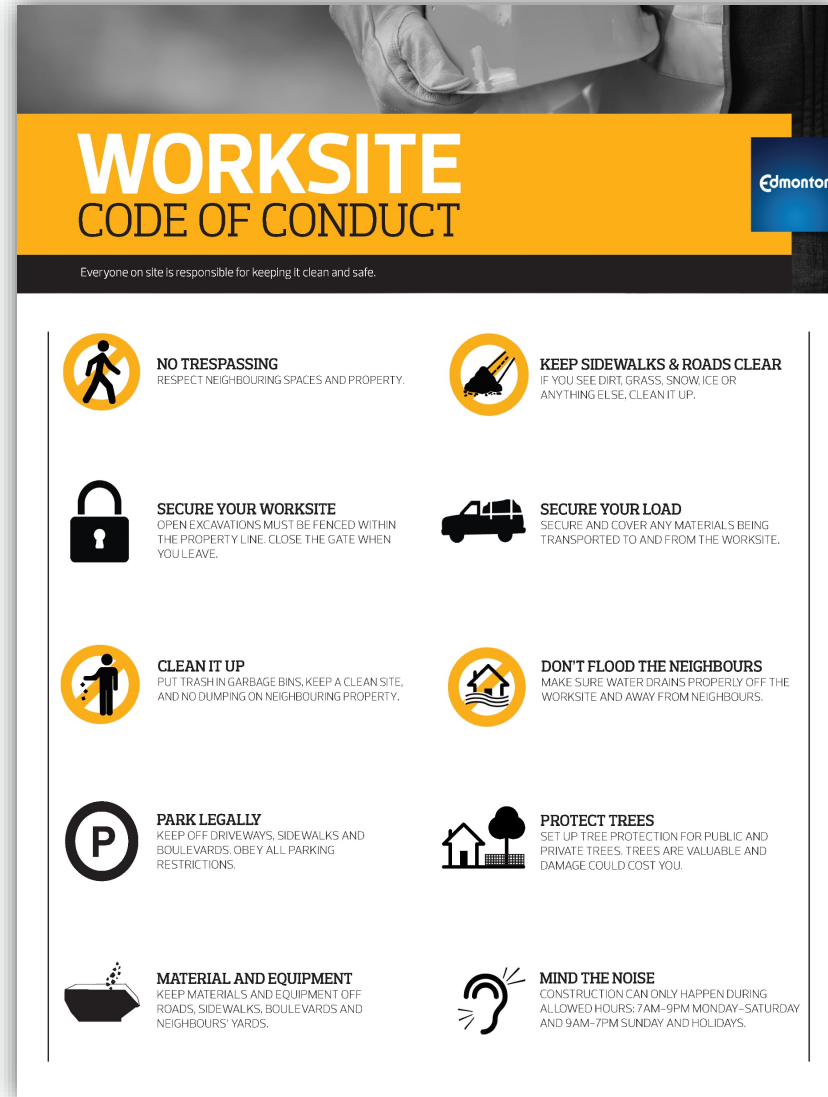 WORKSITE
CODE OF CONDUCT
Edmonton
Everyone on site is responsible for keeping it clean and safe.
NO TRESPASSING
RESPECT NEIGHBOURING SPACES AND PROPERTY.
KEEP SIDEWALKS & ROADS CLEAR
IF YOU SEE DIRT, GRASS, SNOW, ICE OR
ANYTHING ELSE, CLEAN IT UP.
SECURE YOUR WORKSITE
OPEN EXCAVATIONS MUST BE FENCED WITHIN
THE PROPERTY LINE. CLOSE THE GATE WHEN
YOU LEAVE.
SECURE YOUR LOAD
SECURE AND COVER ANY MATERIALS BEING
TRANSPORTED TO AND FROM THE WORKSITE.
CLEAN IT UP
PUT TRASH IN GARBAGE BINS, KEEP A CLEAN SITE,
AND NO DUMPING ON NEIGHBOURING PROPERTY.
DON'T FLOOD THE NEIGHBOURS
MAKE SURE WATER DRAINS PROPERLY OFF THE
WORKSITE AND AWAY FROM NEIGHBOURS.
P
PARK LEGALLY
KEEP OFF DRIVEWAYS, SIDEWALKS AND
BOULEVARDS. OBEY ALL PARKING
RESTRICTIONS.
PROTECT TREES
SET UP TREE PROTECTION FOR PUBLIC AND
PRIVATE TREES. TREES ARE VALUABLE AND
DAMAGE COULD COST YOU.
MATERIAL AND EQUIPMENT
KEEP MATERIALS AND EQUIPMENT OFF
ROADS, SIDEWALKS, BOULEVARDS AND
NEIGHBOURS' YARDS.
MIND THE NOISE
CONSTRUCTION CAN ONLY HAPPEN DURING
ALLOWED HOURS: 7AM–9PM MONDAY–SATURDAY
AND 9AM–7PM SUNDAY AND HOLIDAYS.